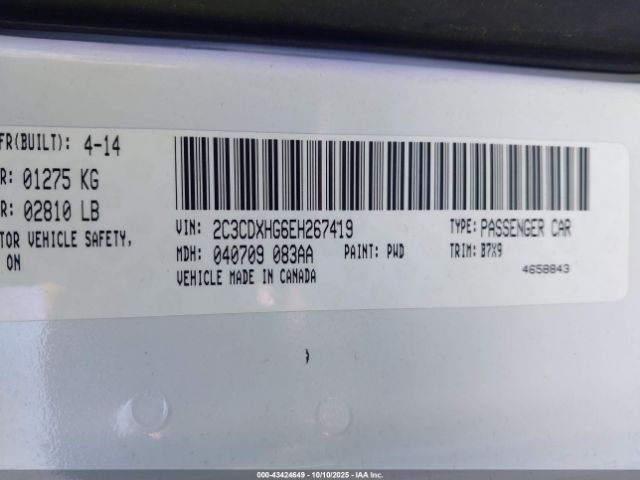 FR(BUILT): 4-14
R: 01275 KG
R: 02810 LB
TOR VEHICLE SAFETY,
ON
VIN: 2C3CDXHG6EH267419 TYPE: PASSENGER CAR
MDH: 040709 083AA PAINT: PWD TRIM: B7X9
VEHICLE MADE IN CANADA
4658843
000-43424649 | 10/10/2025 | IAA Inc.